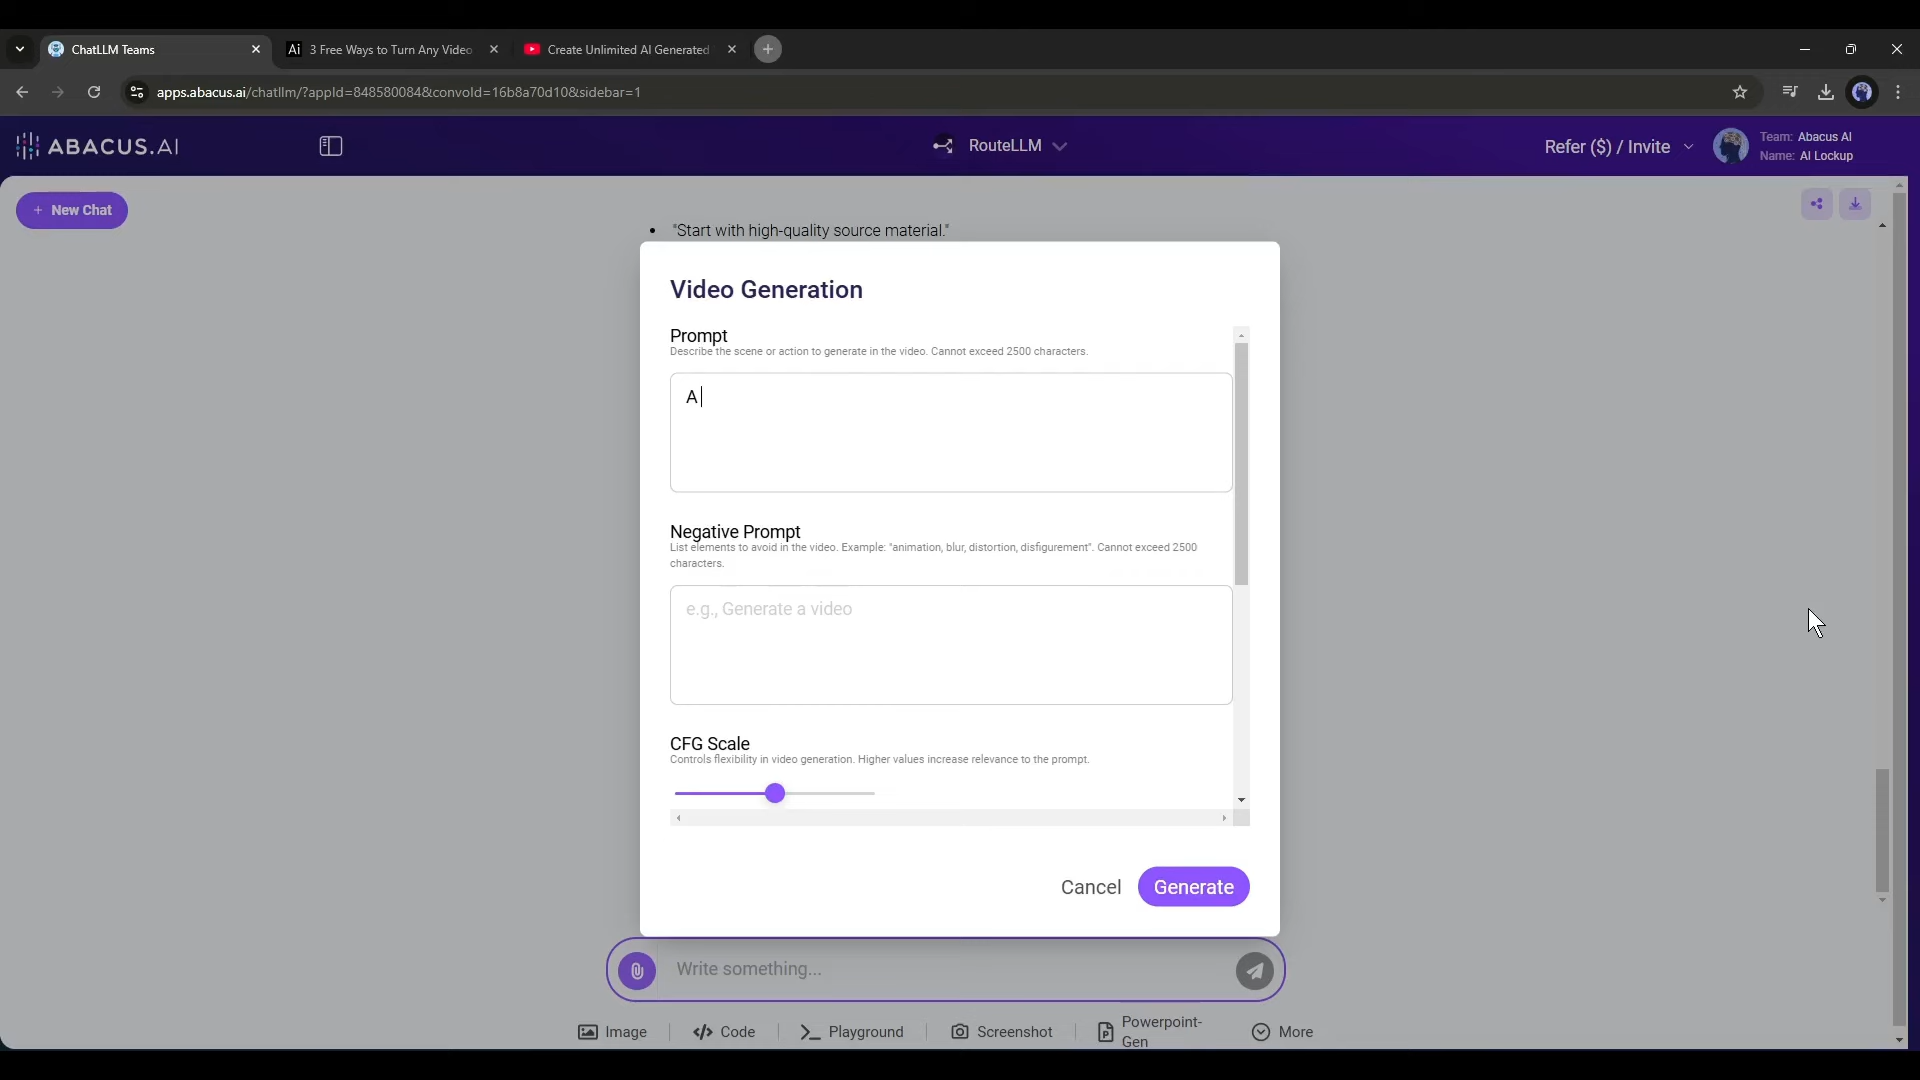 ChatLLM Teams
3 Free Ways to Turn Any Video
Create Unlimited AI Generated
apps.abacus.ai/chatllm/?appId=848580084&convoId=16b8a70d10&sidebar=1
ABACUS.AI
RouteLLM
Refer ($) / Invite
Team: Abacus AI
Name: AI Lockup
+ New Chat
• "Start with high-quality source material."
Video Generation
Prompt
Describe the scene or action to generate in the video. Cannot exceed 2500 characters.
A
Negative Prompt
List elements to avoid in the video. Example: "animation, blur, distortion, disfigurement". Cannot exceed 2500
characters.
e.g., Generate a video
CFG Scale
Controls flexibility in video generation. Higher values increase relevance to the prompt.
Cancel
Generate
Write something...
Image
Code
Playground
Screenshot
Powerpoint-
Gen
More